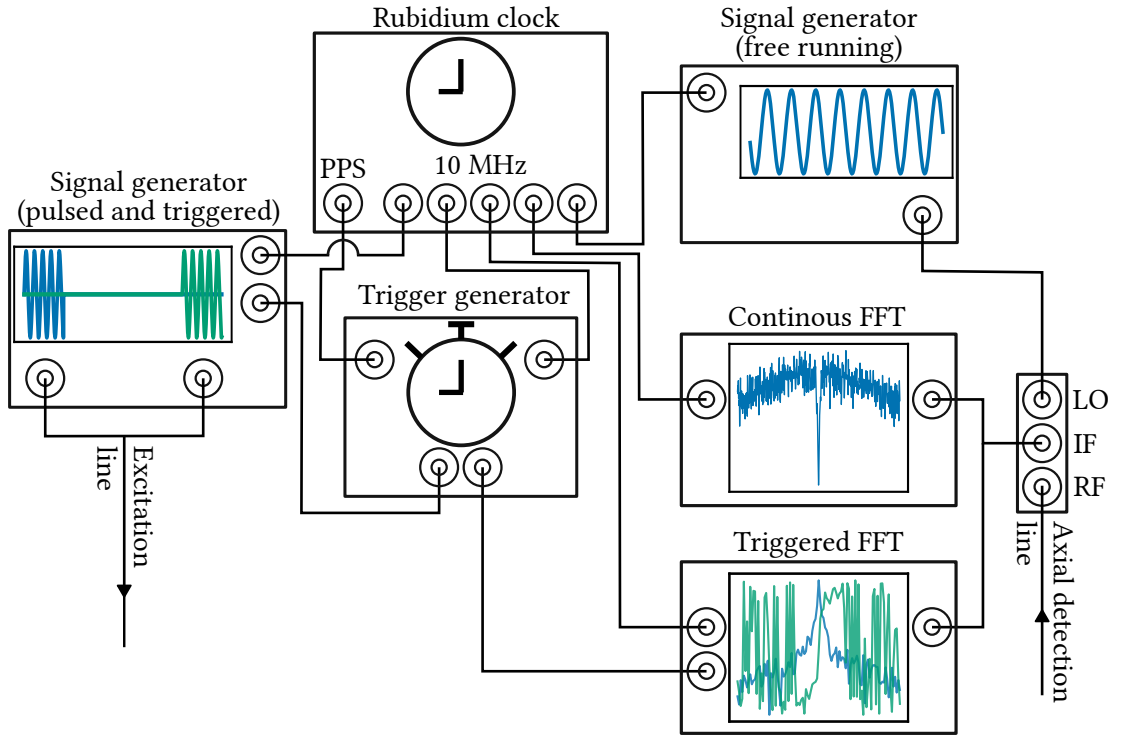 Rubidium clock
Signal generator
(free running)
PPS
10 MHz
Signal generator
(pulsed and triggered)
Trigger generator
Continous FFT
LO
IF
RF
Excitation
line
Triggered FFT
Axial detection
line